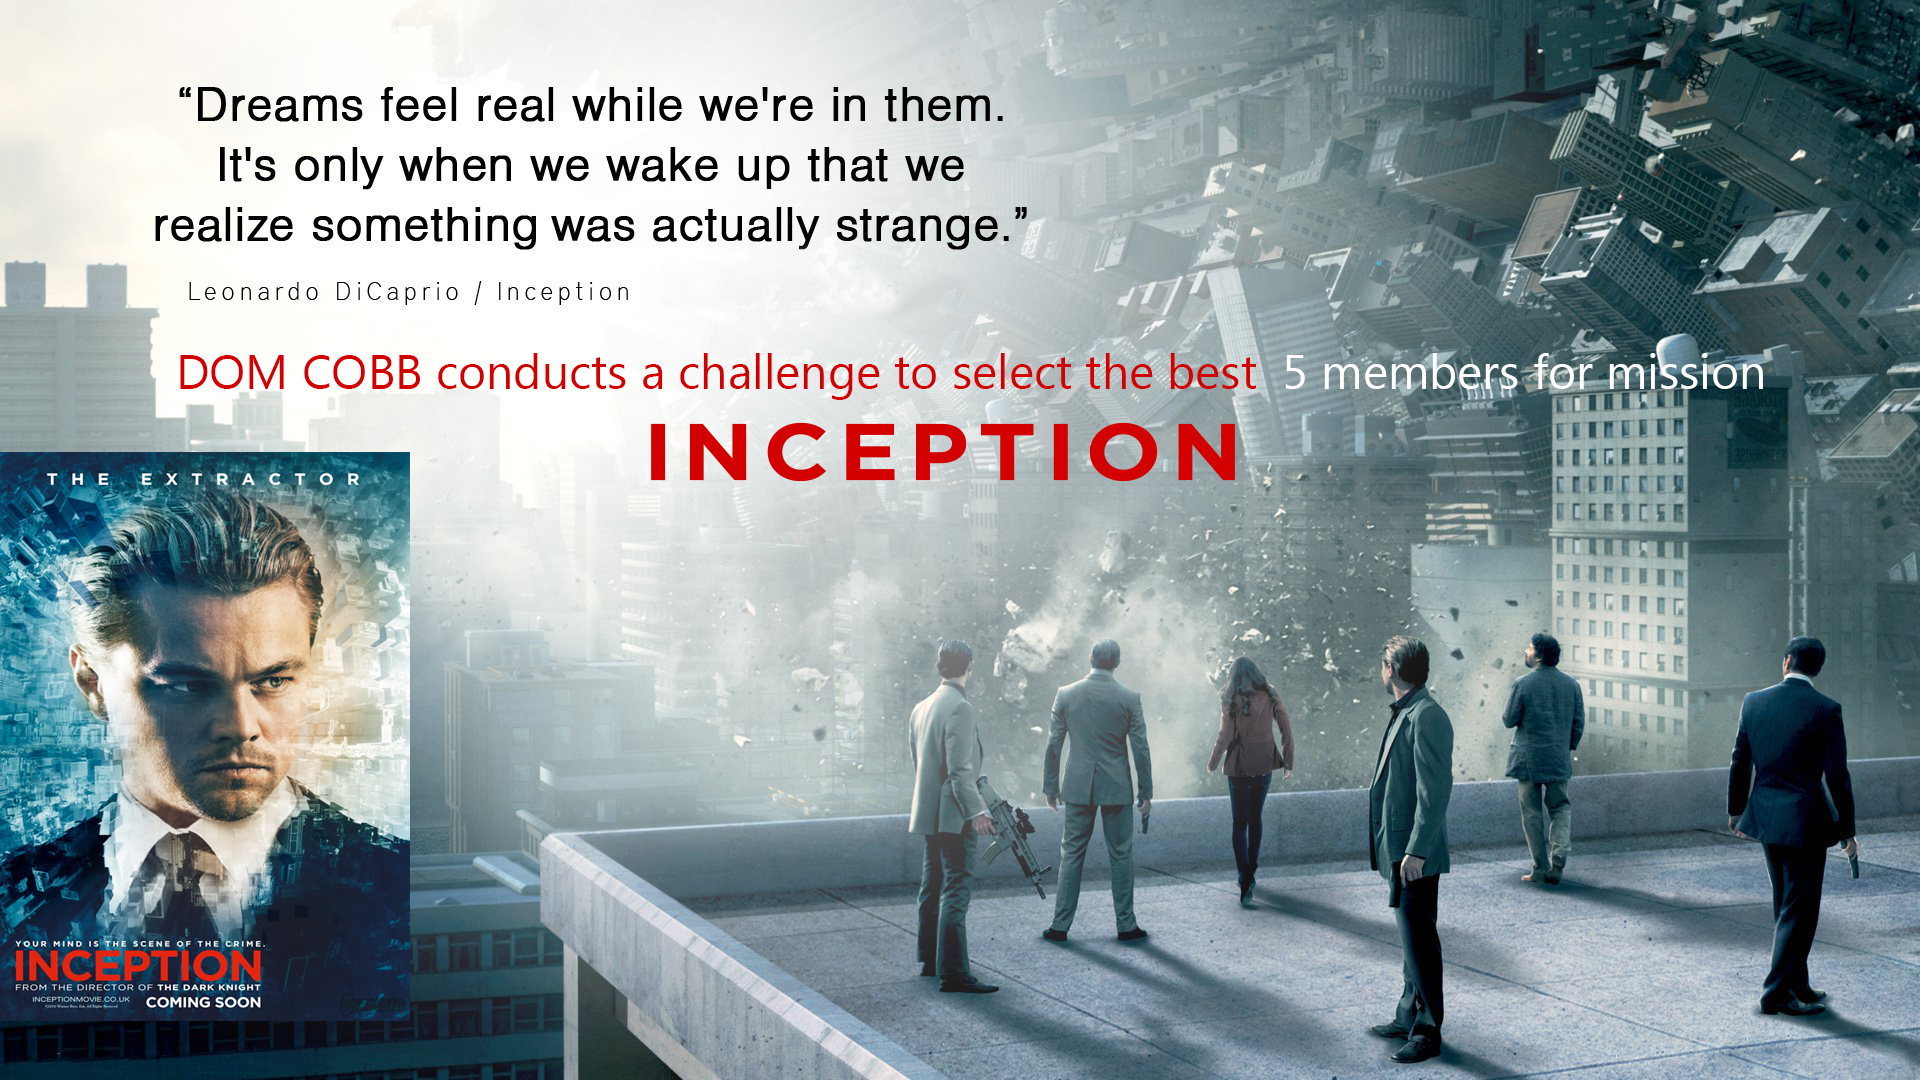 “Dreams feel real while we're in them.
It's only when we wake up that we
realize something was actually strange.”
Leonardo DiCaprio / Inception
DOM COBB conducts a challenge to select the best 5 members for mission
INCEPTION
THE EXTRACTOR
YOUR MIND IS THE SCENE OF THE CRIME.
INCEPTION
FROM THE DIRECTOR OF THE DARK KNIGHT
INCEPTIONMOVIE.CO.UK COMING SOON